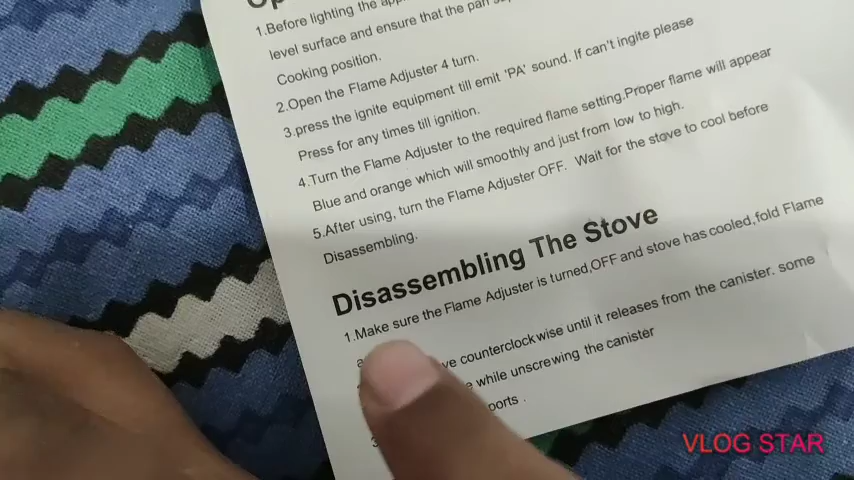 Op
1.Before lighting the app
level surface and ensure that the pan
Cooking position.
2.Open the Flame Adjuster 4 turn.
3.press the ignite equipment till emit 'PA' sound. If can't ingite please
Press for any times till ignition.
4.Turn the Flame Adjuster to the required flame setting,Proper flame will appear
Blue and orange which will smoothly and just from low to high.
5.After using, turn the Flame Adjuster OFF. Wait for the stove to cool before
Disassembling.
Disassembling The Stove
1.Make sure the Flame Adjuster is turned,OFF and stove has cooled,fold Flame
counterclockwise until it releases from the canister. some
while unscrewing the canister
ports .
VLOG STAR